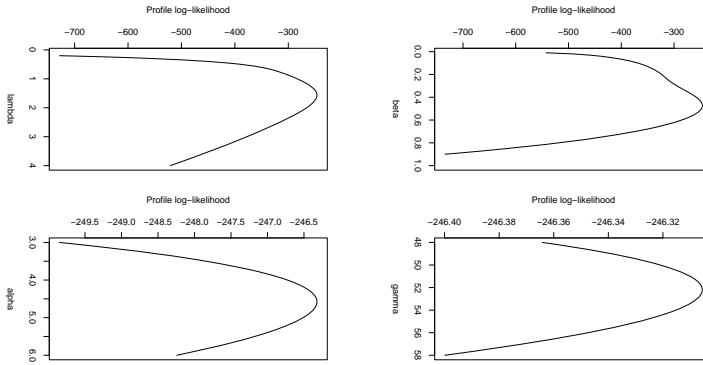 Profile log−likelihood
−700 −600 −500 −400 −300
0 1 2 3 4
lambda
Profile log−likelihood
−700 −600 −500 −400 −300
0.0 0.2 0.4 0.6 0.8 1.0
beta
Profile log−likelihood
−249.5 −249.0 −248.5 −248.0 −247.5 −247.0 −246.5
3.0 4.0 5.0 6.0
alpha
Profile log−likelihood
−246.40 −246.38 −246.36 −246.34 −246.32
48 50 52 54 56 58
gamma